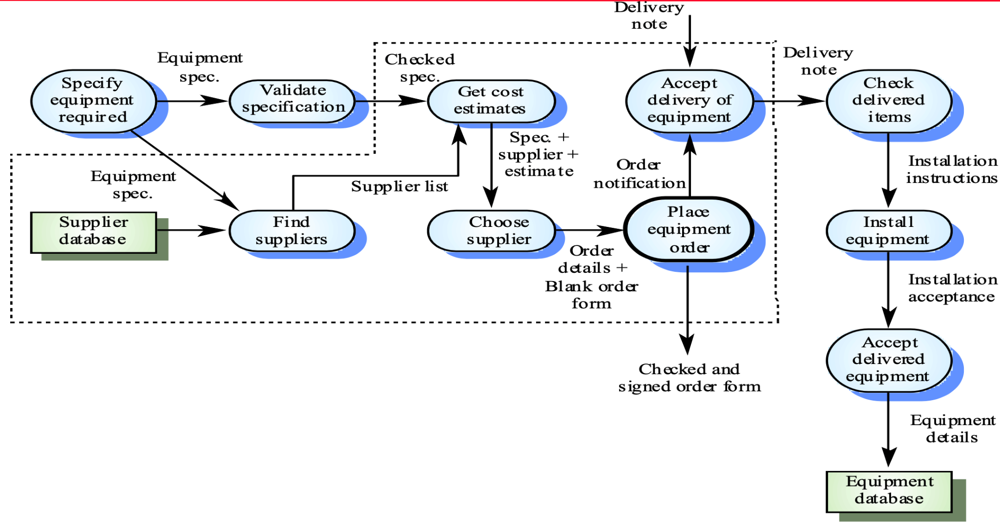 Delivery
note
Equipment
spec.
Checked
spec.
Delivery
note
Specify
equipment
required
Validate
specification
Get cost
estimates
Accept
delivery of
equipment
Check
delivered
items
Spec. +
supplier +
estimate
Equipment
spec.
Supplier list
Order
notification
Installation
instructions
Supplier
database
Find
suppliers
Choose
supplier
Place
equipment
order
Install
equipment
Order
details +
Blank order
form
Installation
acceptance
Checked and
signed order form
Accept
delivered
equipment
Equipment
details
Equipment
database